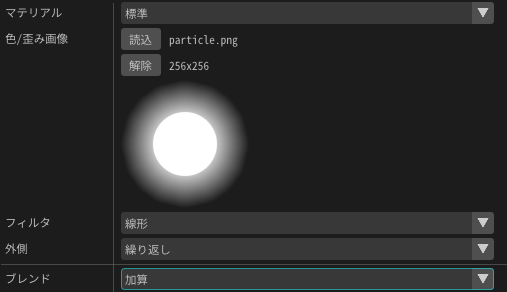 マテリアル 標準
色/歪み画像 読込 particle.png
解除 256x256
フィルタ 線形
外側 繰り返し
ブレンド 加算